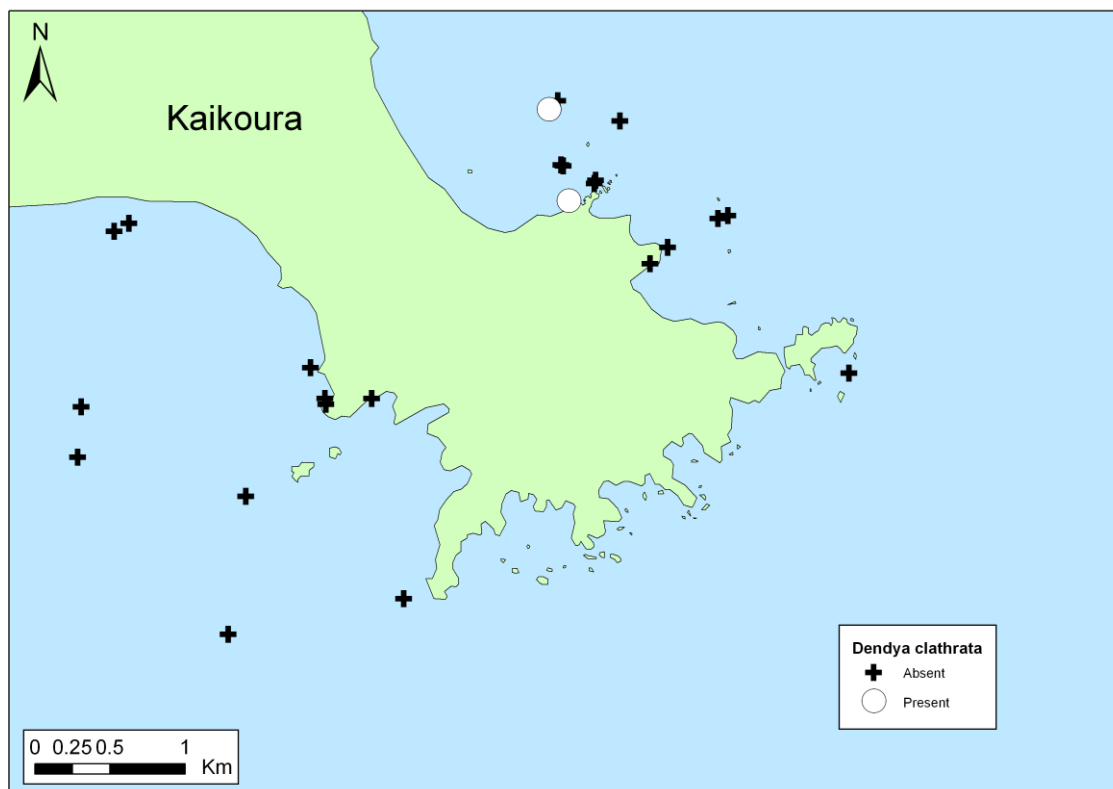 N
Kaikoura
Dendya clathrata
Absent
Present
0 0.25 0.5 1
Km